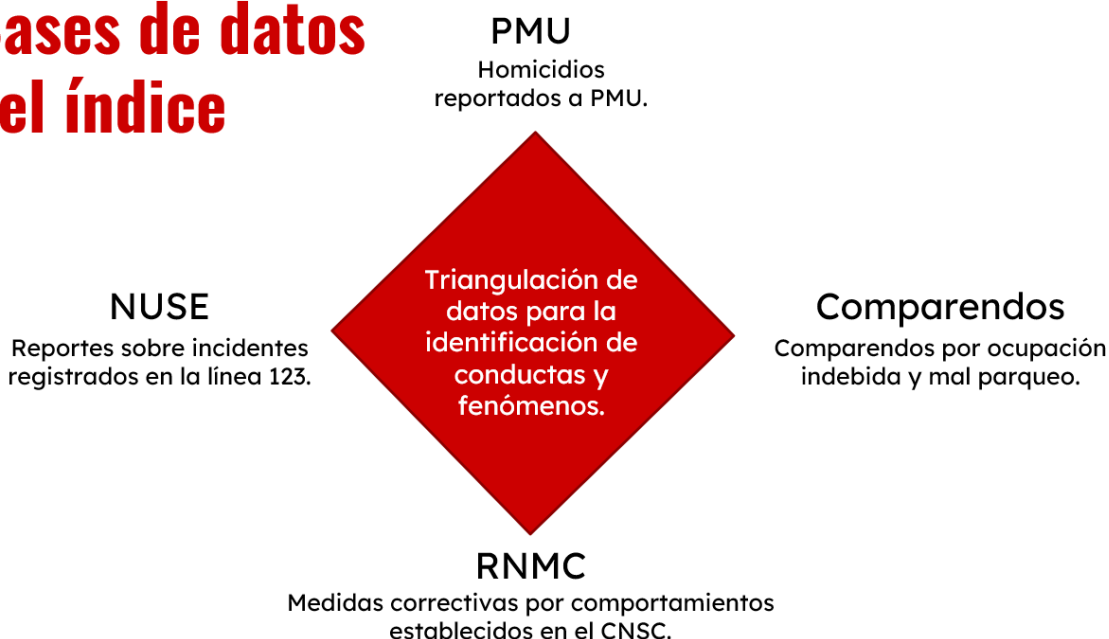 ases de datos
el índice
PMU
Homicidios
reportados a PMU.
Triangulación de
datos para la
identificación de
conductas y
fenómenos.
NUSE
Reportes sobre incidentes
registrados en la línea 123.
Comparendos
Comparendos por ocupación
indebida y mal parqueo.
RNMC
Medidas correctivas por comportamientos
establecidos en el CNSC.